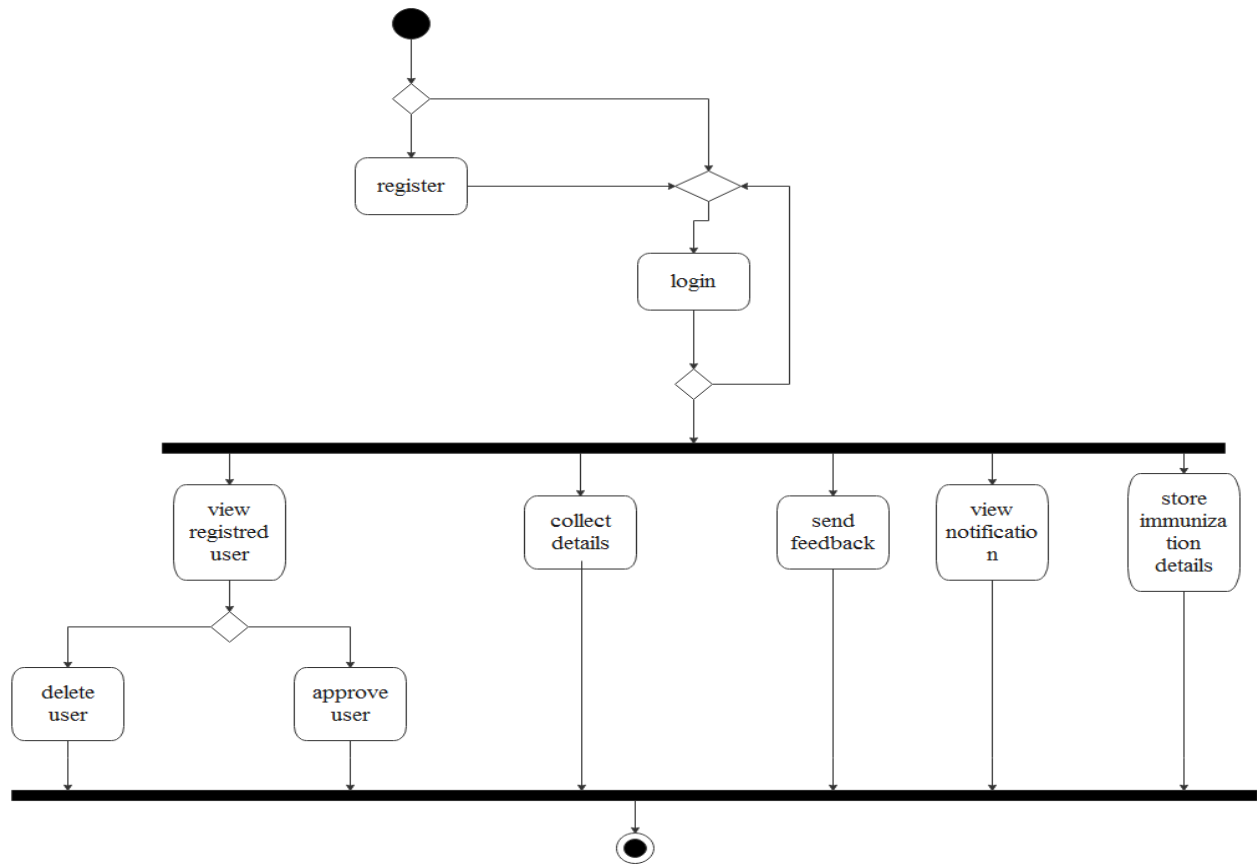 register
login
view
registred
user
collect
details
send
feedback
view
notificatio
n
store
immuniza
tion
details
delete
user
approve
user